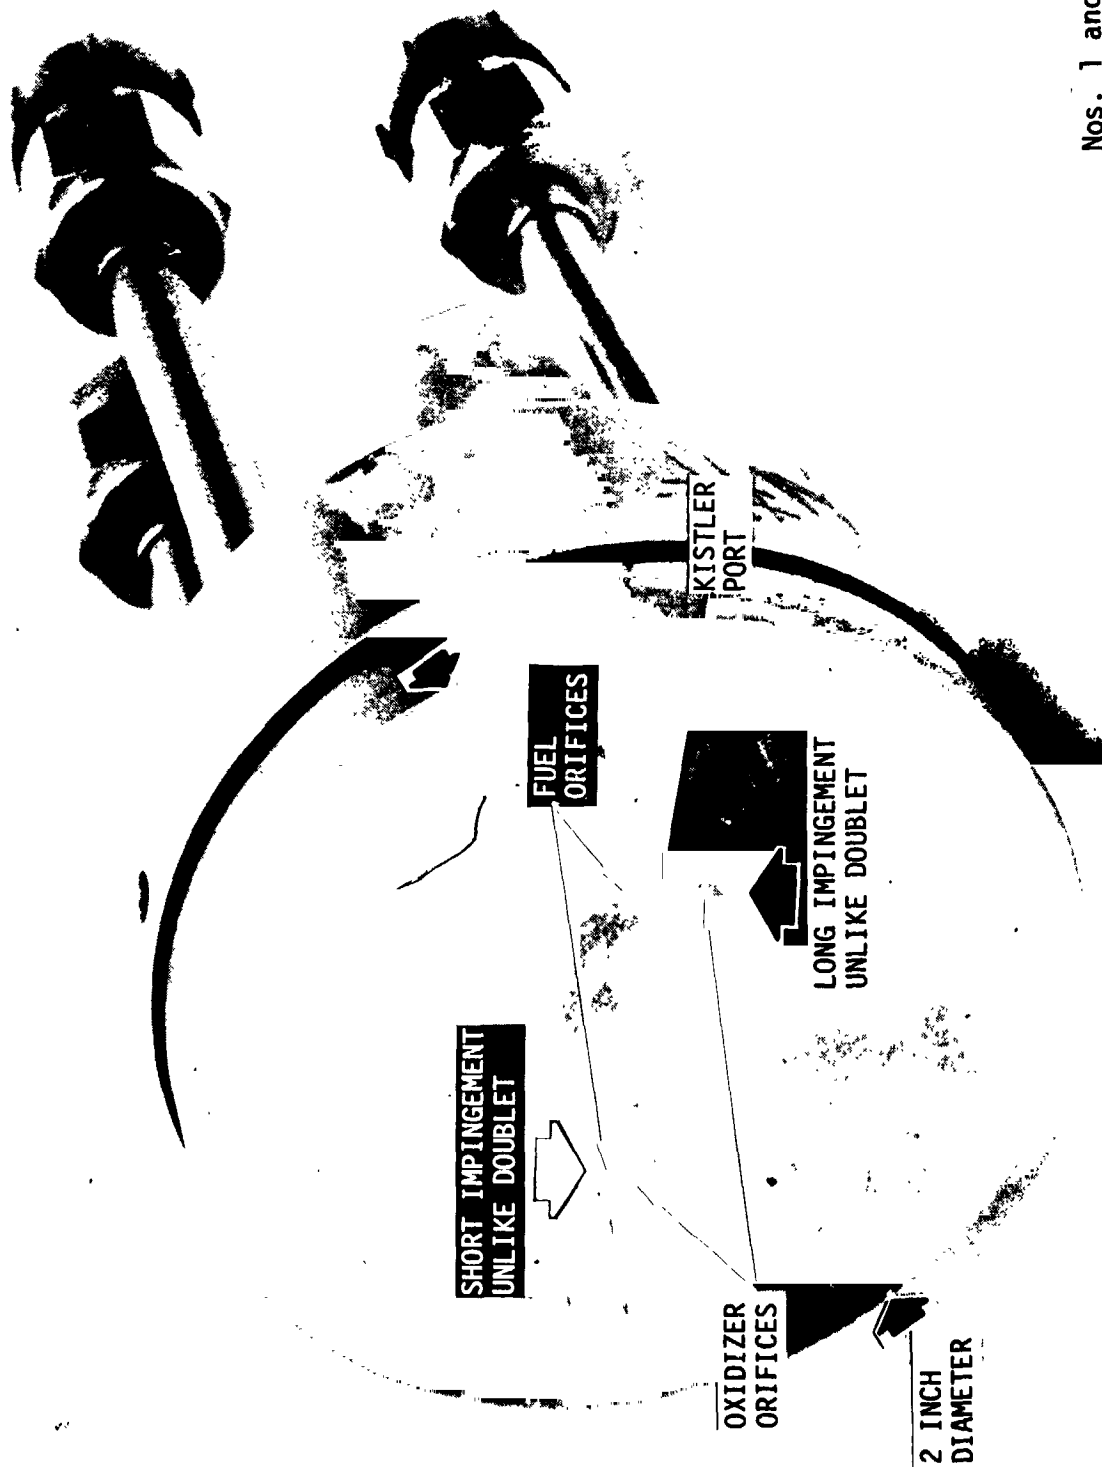 Nos. 1 and
KISTLER
PORT
FUEL
ORIFICES
LONG IMPINGEMENT
UNLIKE DOUBLET
SHORT IMPINGEMENT
UNLIKE DOUBLET
OXIDIZER
ORIFICES
2 INCH
DIAMETER